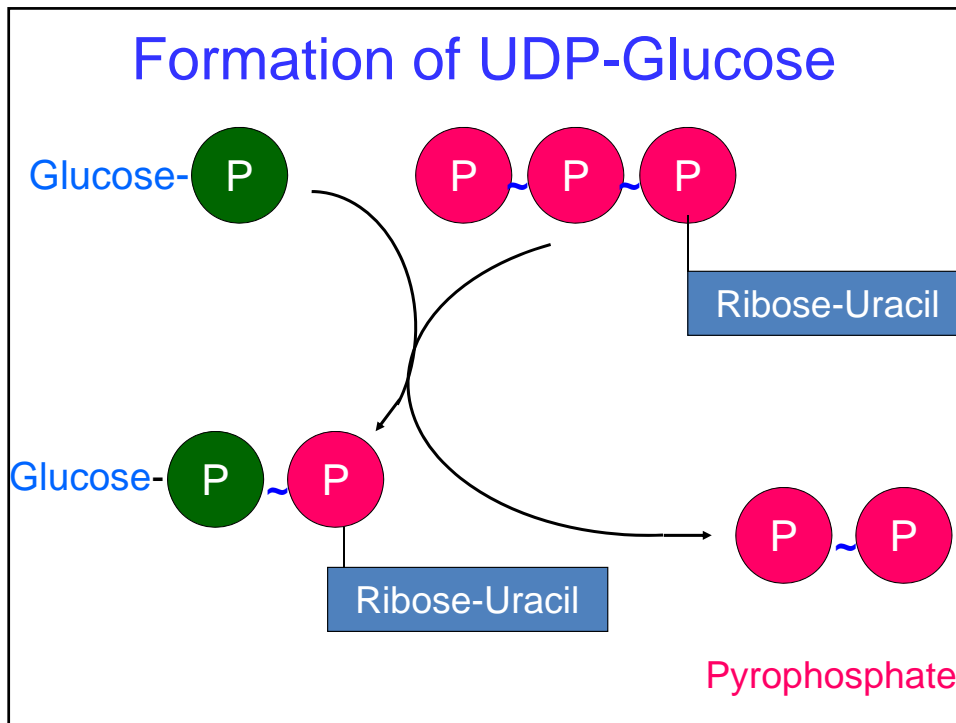 Formation of UDP-Glucose
Glucose- P P ~ P ~ P
Ribose-Uracil
Glucose- P ~ P
P ~ P
Ribose-Uracil
Pyrophosphate